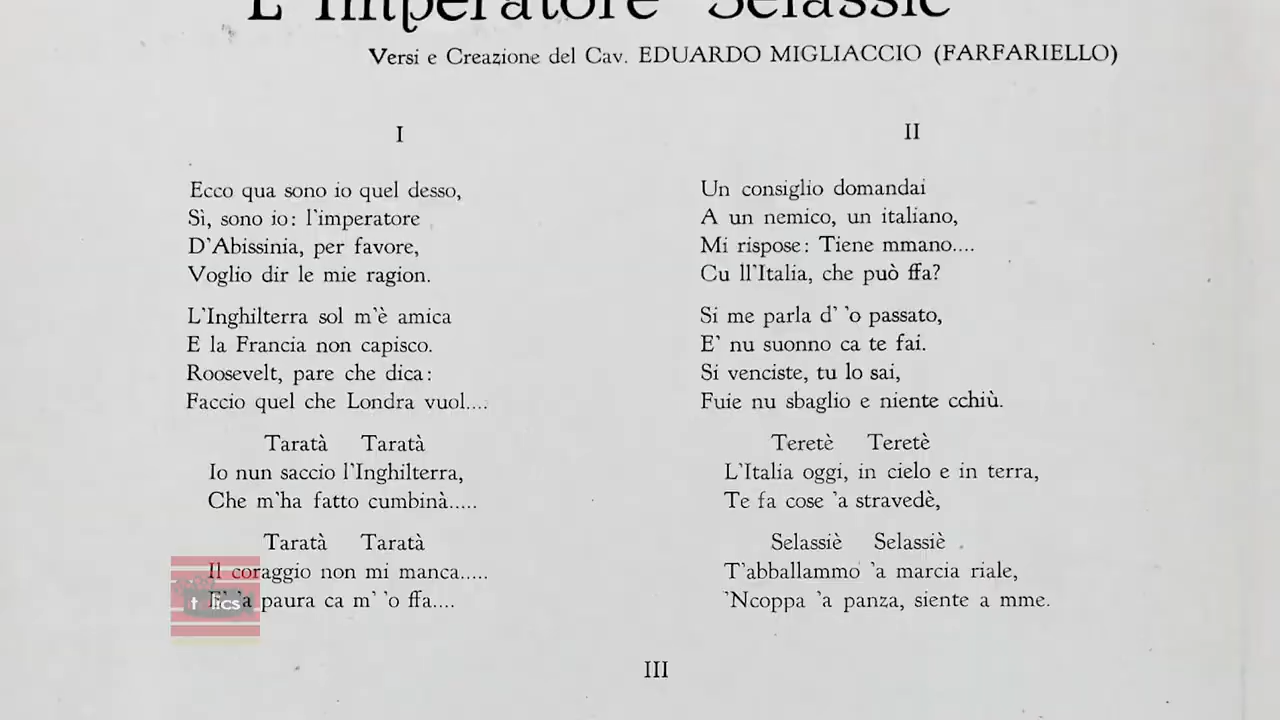 L'Imperatore Selassiè
Versi e Creazione del Cav. EDUARDO MIGLIACCIO (FARFARIELLO)
I
Ecco qua sono io quel desso,
Sì, sono io: l'imperatore
D'Abissinia, per favore,
Voglio dir le mie ragion.
L'Inghilterra sol m'è amica
E la Francia non capisco.
Roosevelt, pare che dica:
Faccio quel che Londra vuol....
Taratà Taratà
Io nun saccio l'Inghilterra,
Che m'ha fatto cumbinà.....
Taratà Taratà
Il coraggio non mi manca.....
E' 'a paura ca m' 'o ffa....
II
Un consiglio domandai
A un nemico, un italiano,
Mi rispose: Tiene mmano....
Cu ll'Italia, che può ffa?
Si me parla d' 'o passato,
E' nu suonno ca te fai.
Si venciste, tu lo sai,
Fuie nu sbaglio e niente cchiù.
Teretè Teretè
L'Italia oggi, in cielo e in terra,
Te fa cose 'a stravedè,
Selassiè Selassiè
T'abballammo 'a marcia riale,
'Ncoppa 'a panza, siente a mme.
III